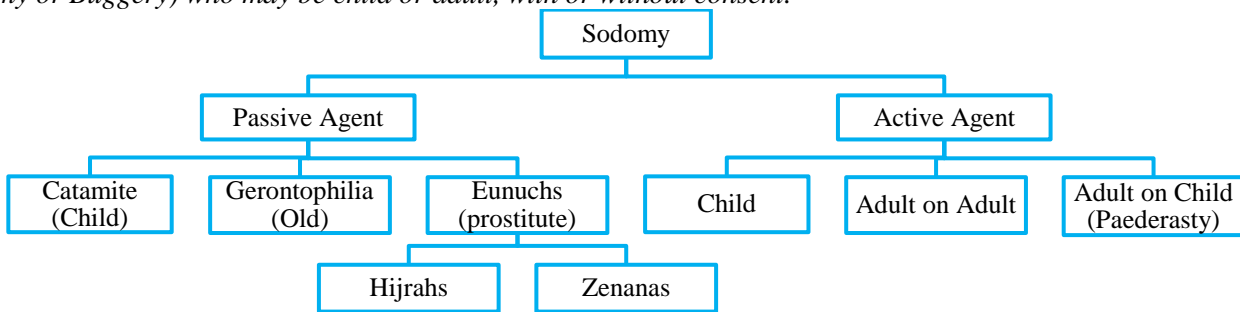 ny or Buggery) who may be child or adult, with or without consent.
Sodomy
Passive Agent
Active Agent
Catamite
(Child)
Gerontophilia
(Old)
Eunuchs
(prostitute)
Child
Adult on Adult
Adult on Child
(Paederasty)
Hijrahs
Zenanas